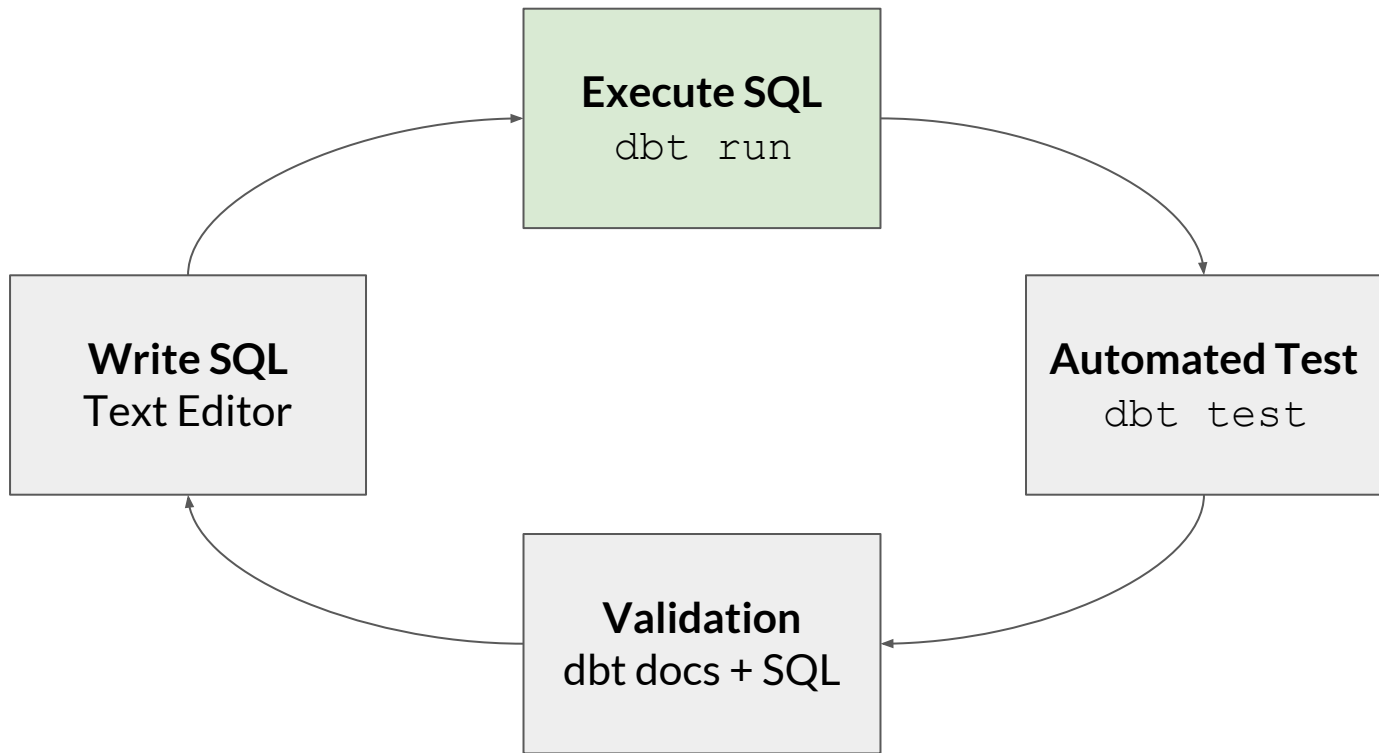 Execute SQL
dbt run
Write SQL
Text Editor
Automated Test
dbt test
Validation
dbt docs + SQL